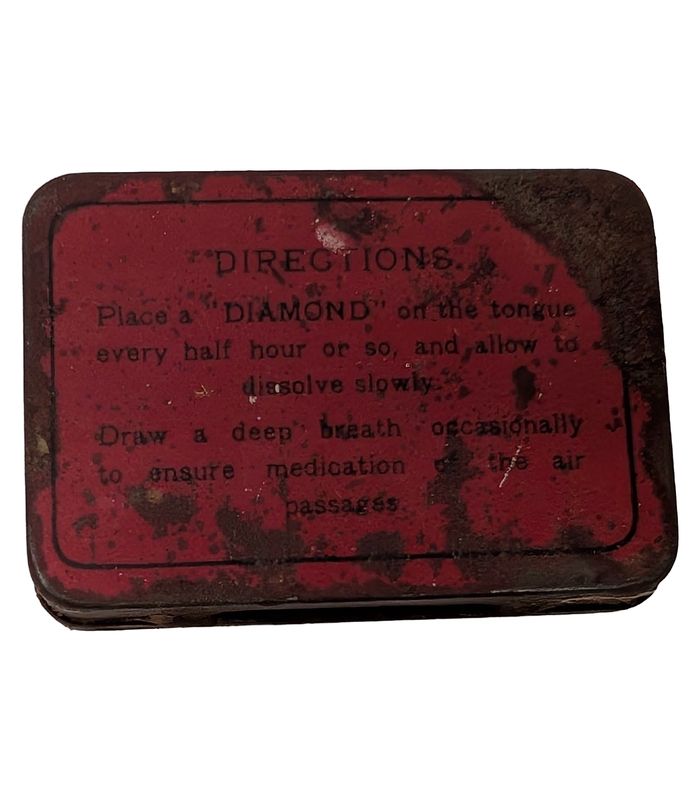 DIRECTIONS.
Place a "DIAMOND" on the tongue
every half hour or so, and allow to
dissolve slowly.
Draw a deep breath occasionally
to ensure medication of the air
passages.